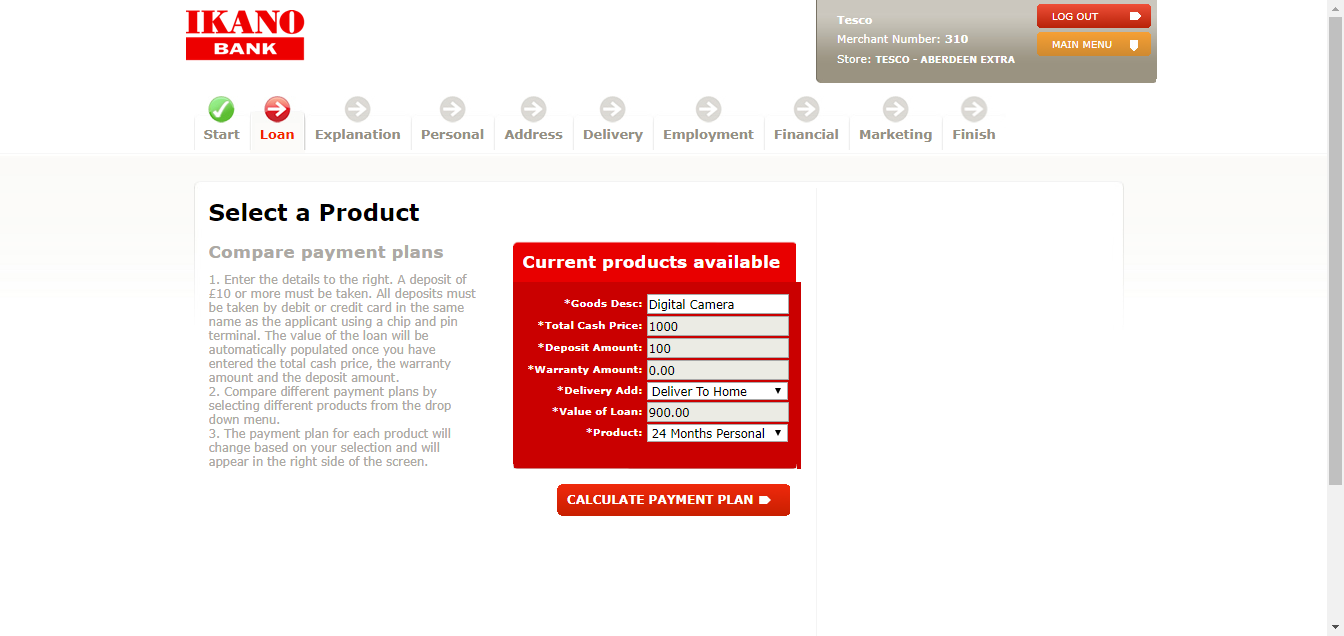 IKANO
BANK
Tesco
Merchant Number: 310
Store: TESCO - ABERDEEN EXTRA
LOG OUT
MAIN MENU
Start
Loan
Explanation
Personal
Address
Delivery
Employment
Financial
Marketing
Finish
Select a Product
Compare payment plans
1. Enter the details to the right. A deposit of
£10 or more must be taken. All deposits must
be taken by debit or credit card in the same
name as the applicant using a chip and pin
terminal. The value of the loan will be
automatically populated once you have
entered the total cash price, the warranty
amount and the deposit amount.
2. Compare different payment plans by
selecting different products from the drop
down menu.
3. The payment plan for each product will
change based on your selection and will
appear in the right side of the screen.
Current products available
*Goods Desc: Digital Camera
*Total Cash Price: 1000
*Deposit Amount: 100
*Warranty Amount: 0.00
*Delivery Add: Deliver To Home
*Value of Loan: 900.00
*Product: 24 Months Personal
CALCULATE PAYMENT PLAN